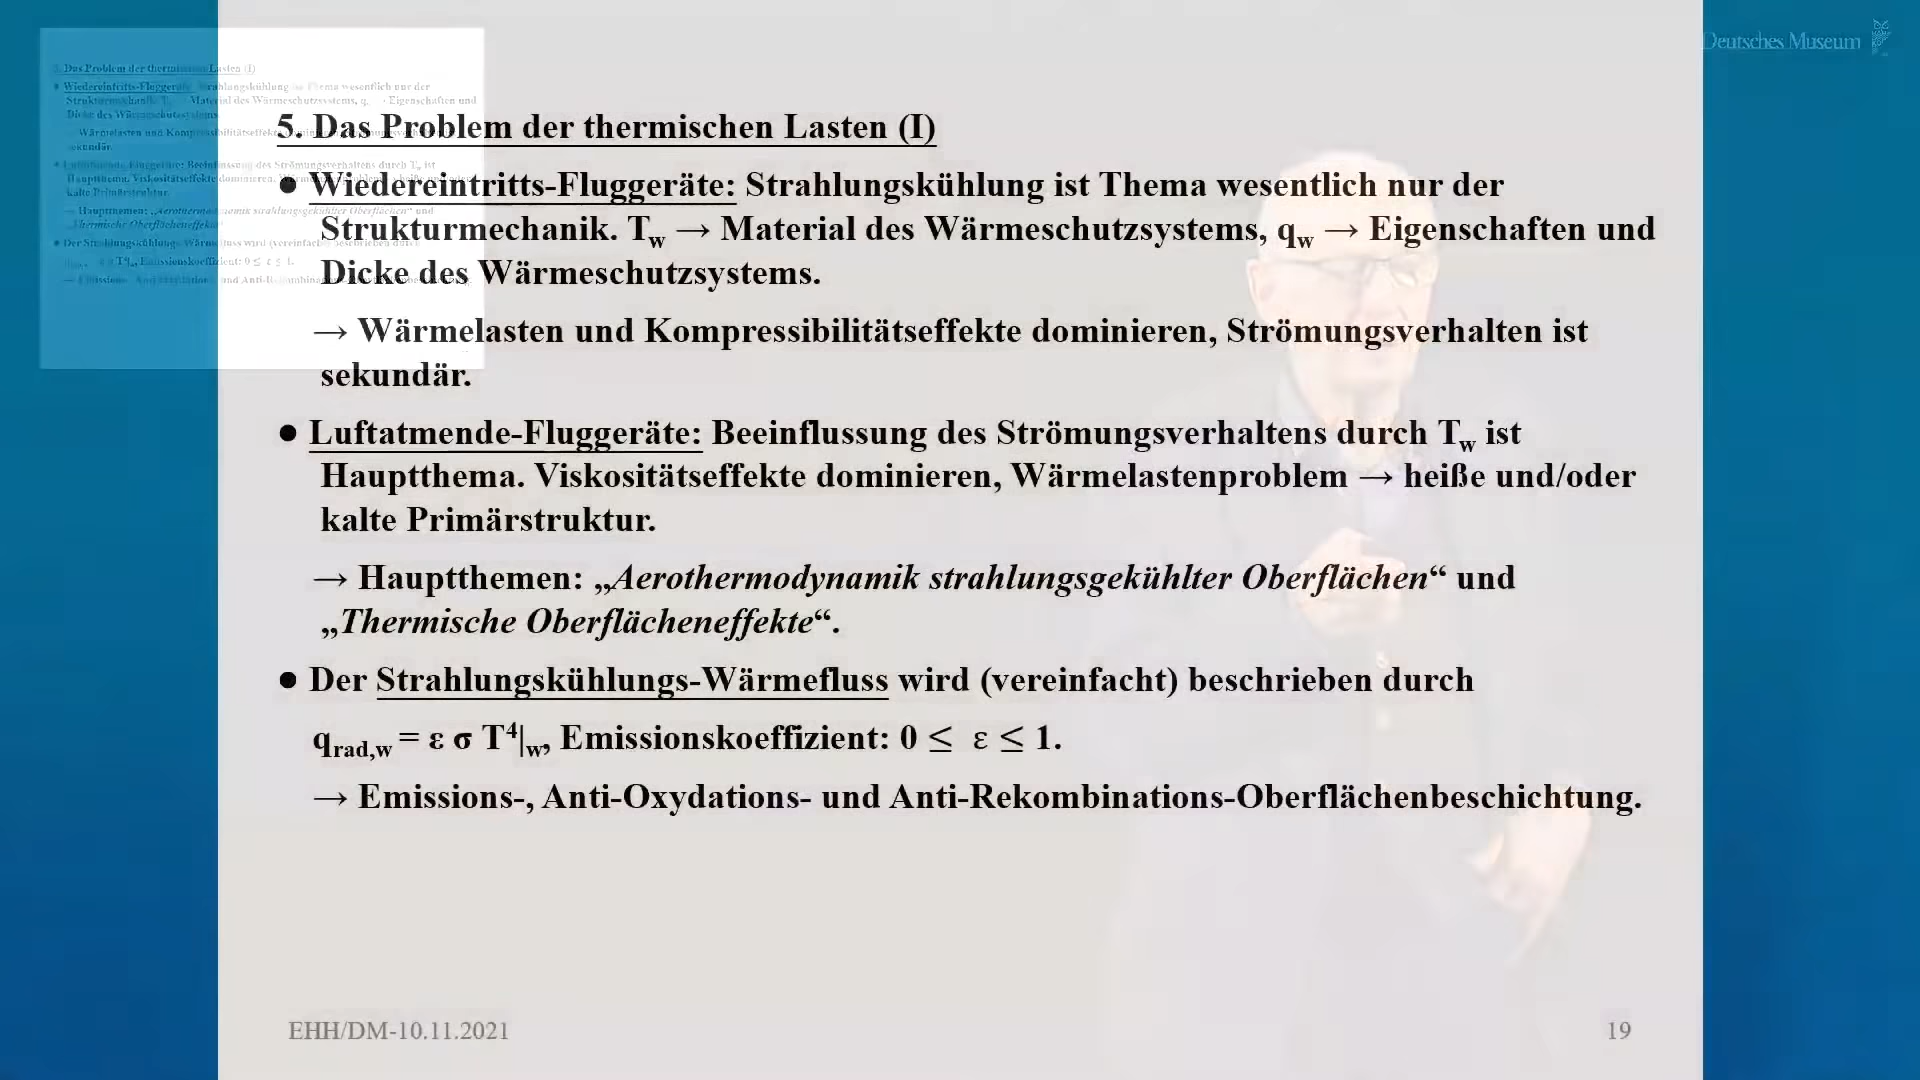 Deutsches Museum
5. Das Problem der thermischen Lasten (I)
● Wiedereintritts-Fluggeräte: Strahlungskühlung ist Thema wesentlich nur der
Strukturmechanik. Tw → Material des Wärmeschutzsystems, qw → Eigenschaften und
Dicke des Wärmeschutzsystems.
→ Wärmelasten und Kompressibilitätseffekte dominieren, Strömungsverhalten ist
sekundär.
● Luftatmende-Fluggeräte: Beeinflussung des Strömungsverhaltens durch Tw ist
Hauptthema. Viskositätseffekte dominieren, Wärmelastenproblem → heiße und/oder
kalte Primärstruktur.
→ Hauptthemen: „Aerothermodynamik strahlungsgekühlter Oberflächen“ und
„Thermische Oberflächeneffekte“.
● Der Strahlungskühlungs-Wärmefluss wird (vereinfacht) beschrieben durch
qrad,w = ε σ T⁴|w, Emissionskoeffizient: 0 ≤ ε ≤ 1.
→ Emissions-, Anti-Oxydations- und Anti-Rekombinations-Oberflächenbeschichtung.
EHH/DM-10.11.2021
19